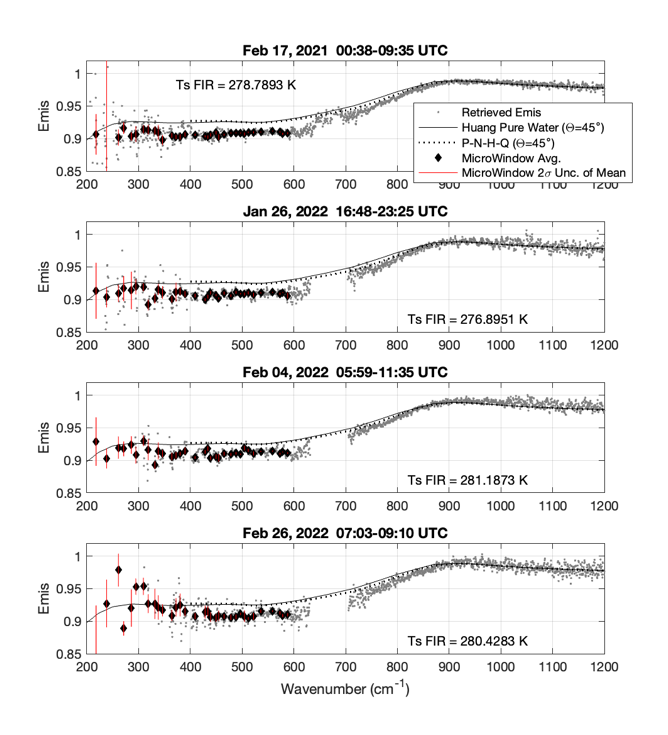 Feb 17, 2021 00:38-09:35 UTC
Ts FIR = 278.7893 K
Emis
1
0.95
0.9
0.85
200 300 400 500 600 700 800 900 1000 1100 1200
Retrieved Emis
Huang Pure Water (Θ=45°)
P-N-H-Q (Θ=45°)
MicroWindow Avg.
MicroWindow 2σ Unc. of Mean
Jan 26, 2022 16:48-23:25 UTC
Emis
1
0.95
0.9
0.85
Ts FIR = 276.8951 K
200 300 400 500 600 700 800 900 1000 1100 1200
Feb 04, 2022 05:59-11:35 UTC
Emis
1
0.95
0.9
0.85
Ts FIR = 281.1873 K
200 300 400 500 600 700 800 900 1000 1100 1200
Feb 26, 2022 07:03-09:10 UTC
Emis
1
0.95
0.9
0.85
Ts FIR = 280.4283 K
200 300 400 500 600 700 800 900 1000 1100 1200
Wavenumber (cm⁻¹)